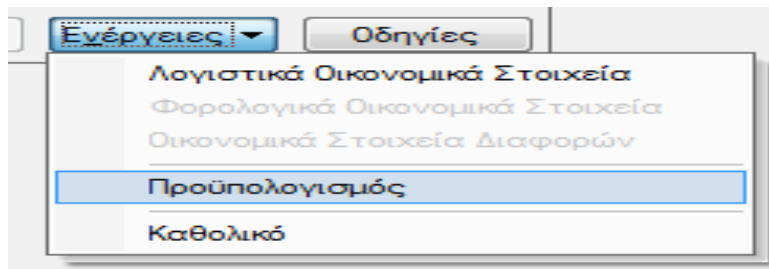 Ενέργειες Οδηγίες
Λογιστικά Οικονομικά Στοιχεία
Φορολογικά Οικονομικά Στοιχεία
Οικονομικά Στοιχεία Διαφορών
Προϋπολογισμός
Καθολικό